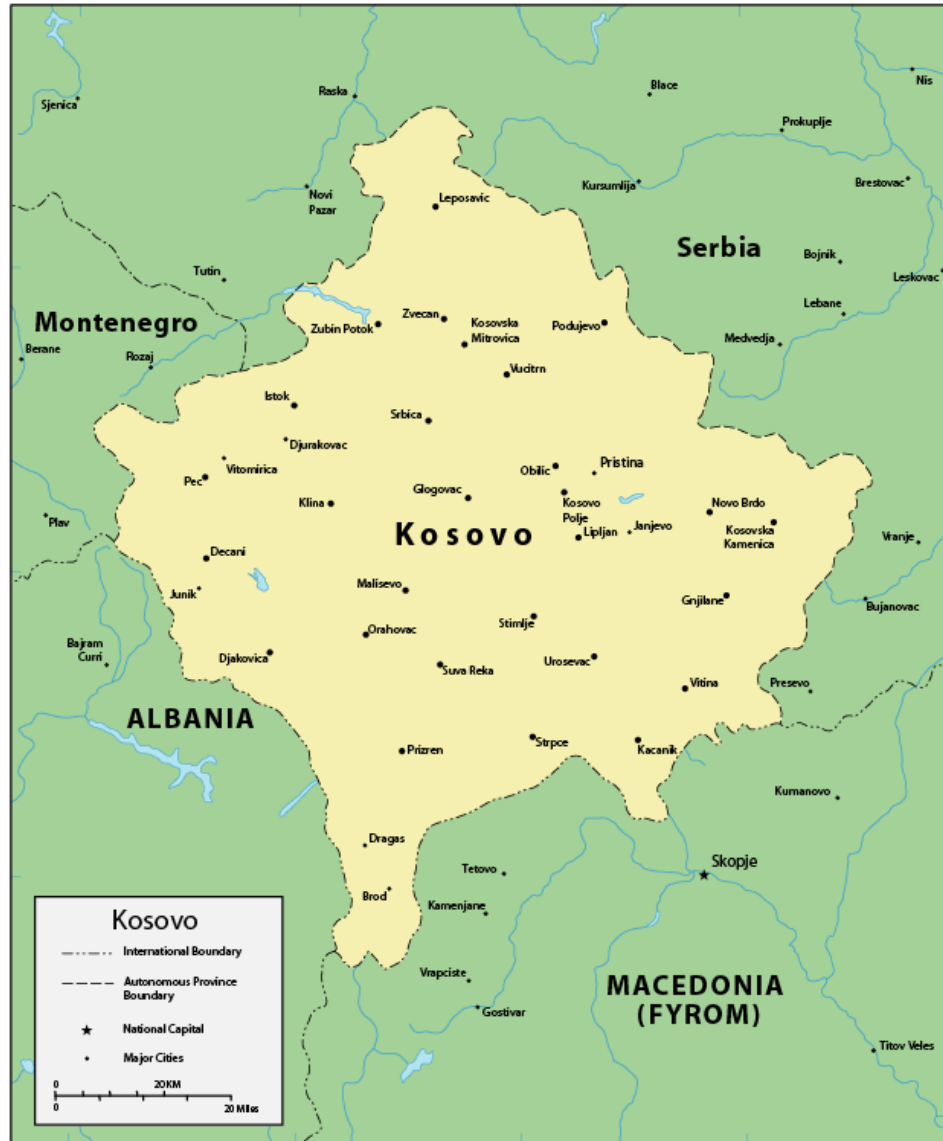 Nis
Blace
Raska
Sjenica
Prokuplje
Kursumlija
Brestovac
Novi
Pazar
Leposavic
Serbia
Bojnik
Tutin
Leskovac
Lebane
Montenegro
Zvecan
Zubin Potok
Kosovska
Mitrovica
Podujevo
Medvedja
Berane
Rozaj
Vucitrn
Istok
Srbica
Djurakovac
Vitomirica
Obilic
Pristina
Pec
Glogovac
Klina
Kosovo
Polje
Novo Brdo
Plav
Kosovo
Lipljan
Janjevo
Kosovska
Kamenica
Vranje
Decani
Malisevo
Junik
Gnjilane
Bujanovac
Stimlje
Orahovac
Bajram
Curri
Djakovica
Suva Reka
Urosevac
Vitina
Presevo
ALBANIA
Prizren
Strpce
Kacanik
Kumanovo
Dragas
Skopje
Tetovo
Brod
Kamenjane
Vrapciste
MACEDONIA
(FYROM)
Gostivar
Titov Veles
Kosovo
International Boundary
Autonomous Province
Boundary
National Capital
Major Cities
0 20KM
0 20 Miles